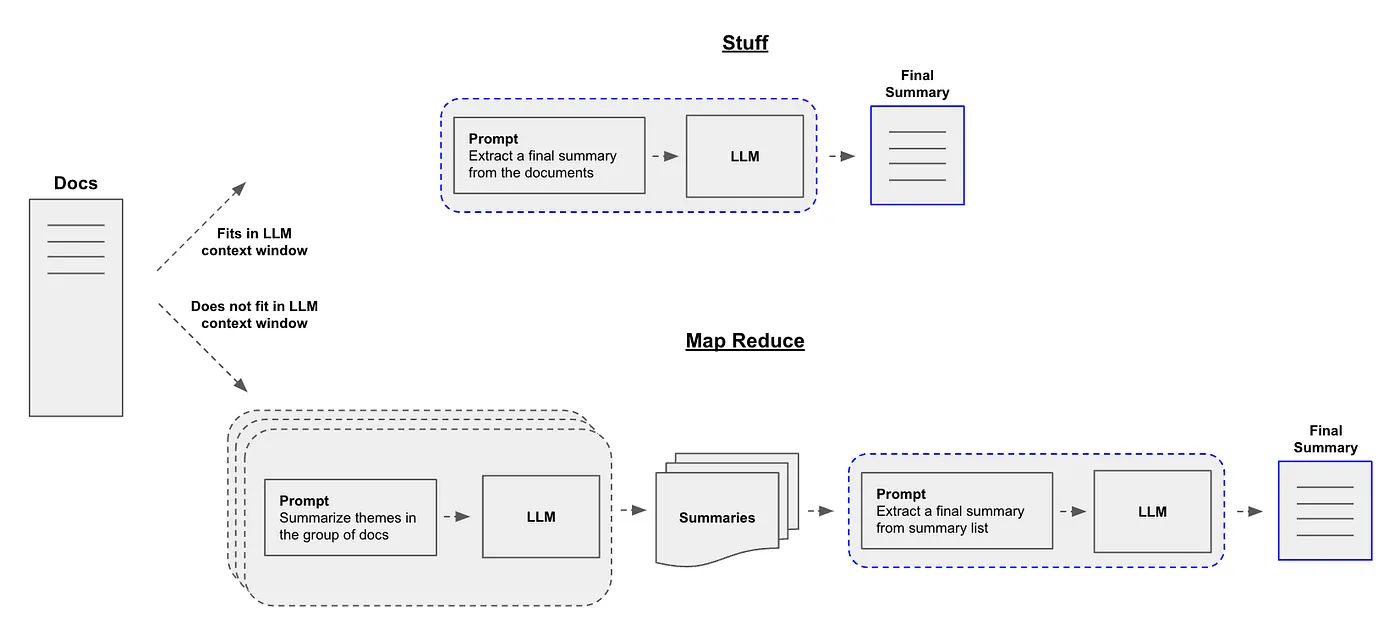 Stuff
Final
Summary
Prompt
Extract a final summary
from the documents
LLM
Docs
Fits in LLM
context window
Does not fit in LLM
context window
Map Reduce
Prompt
Summarize themes in
the group of docs
LLM
Summaries
Prompt
Extract a final summary
from summary list
LLM
Final
Summary